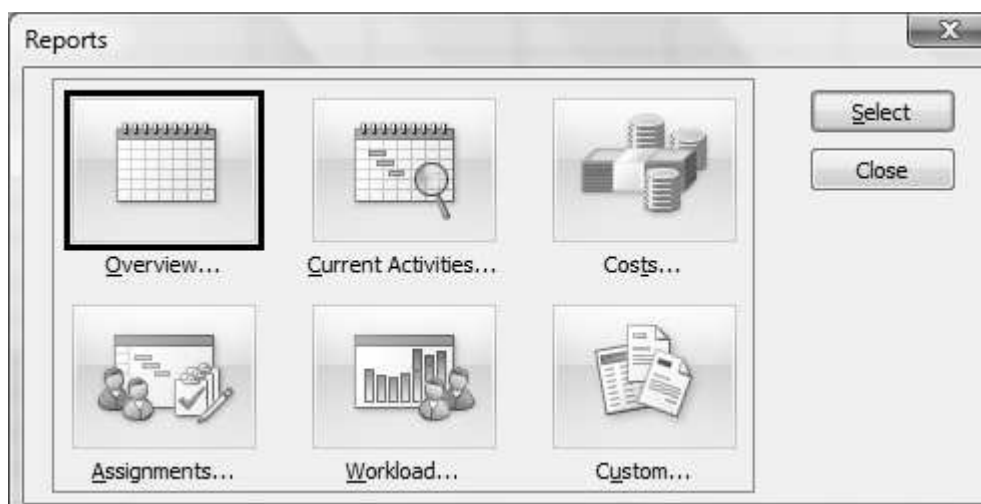 Reports
Select
Close
Overview...
Current Activities...
Costs...
Assignments...
Workload...
Custom...